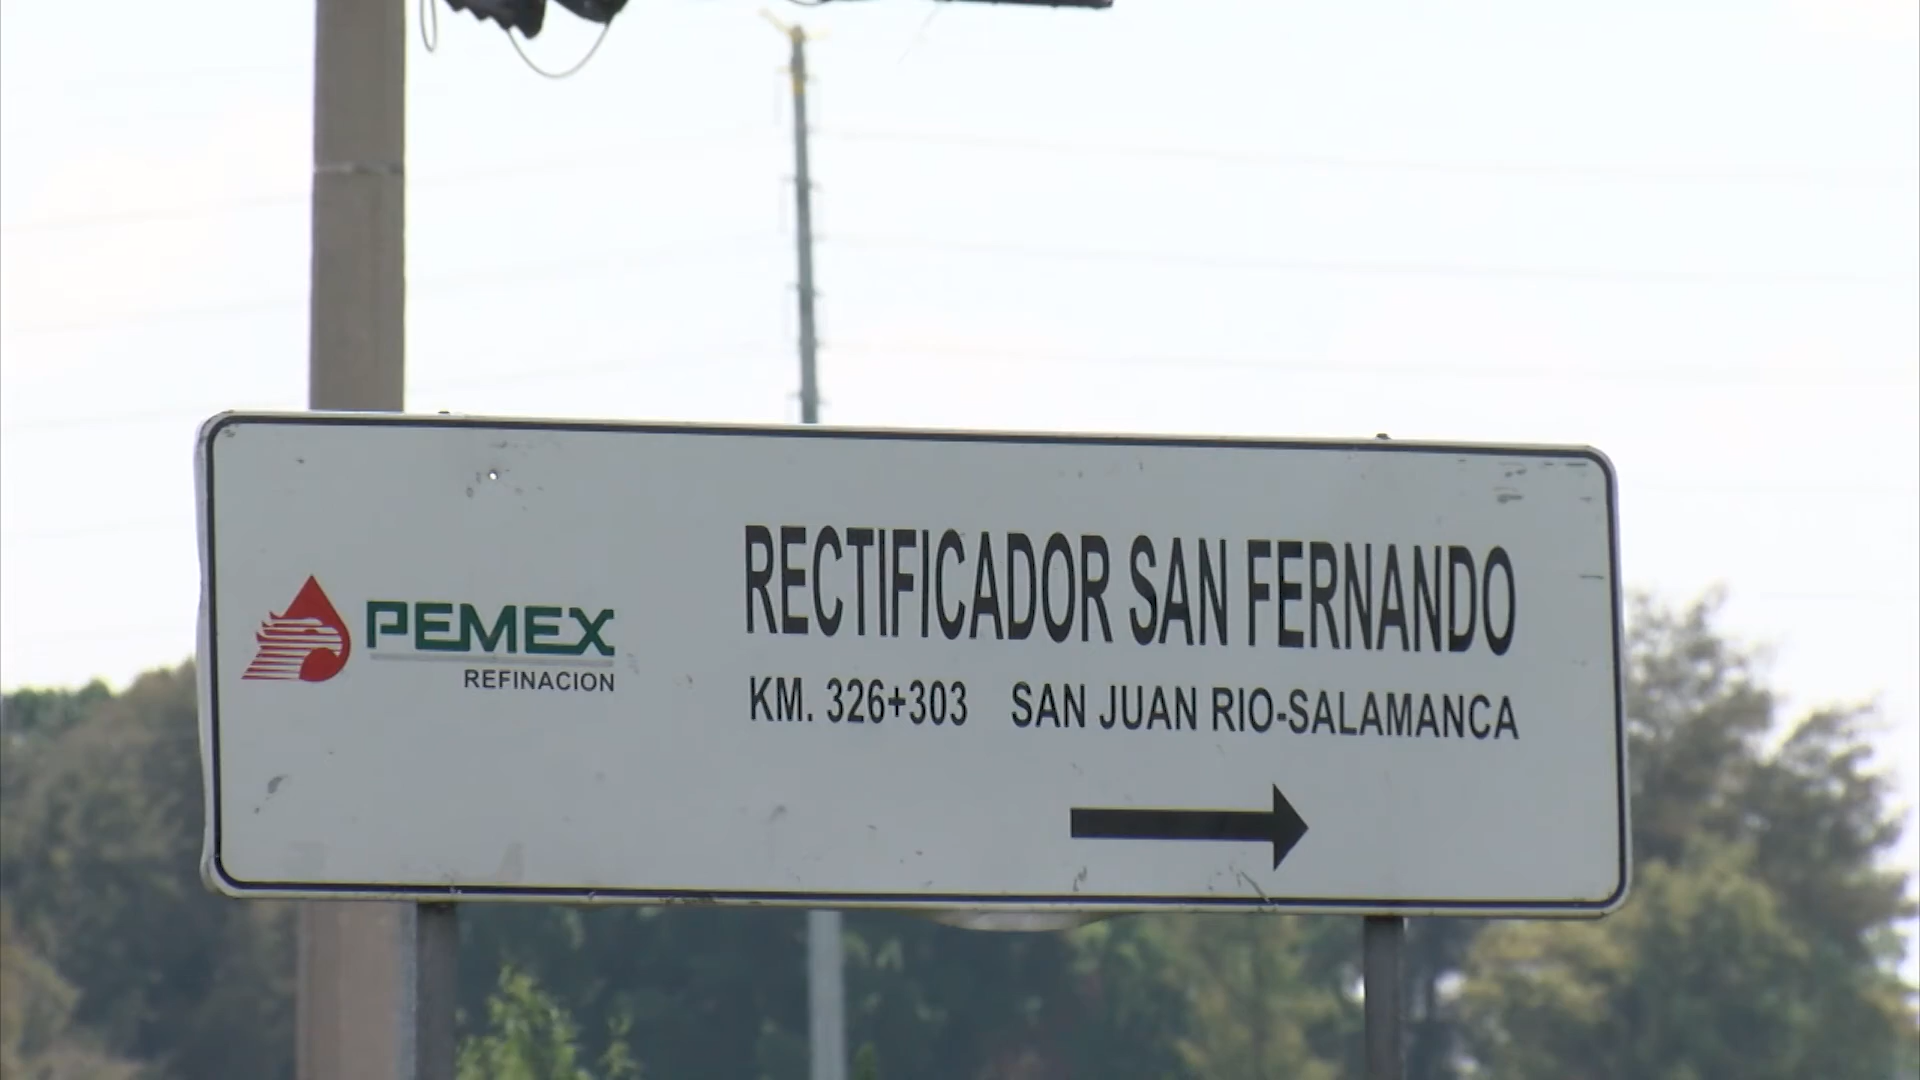 PEMEX
REFINACION
RECTIFICADOR SAN FERNANDO
KM. 326+303 SAN JUAN RIO-SALAMANCA